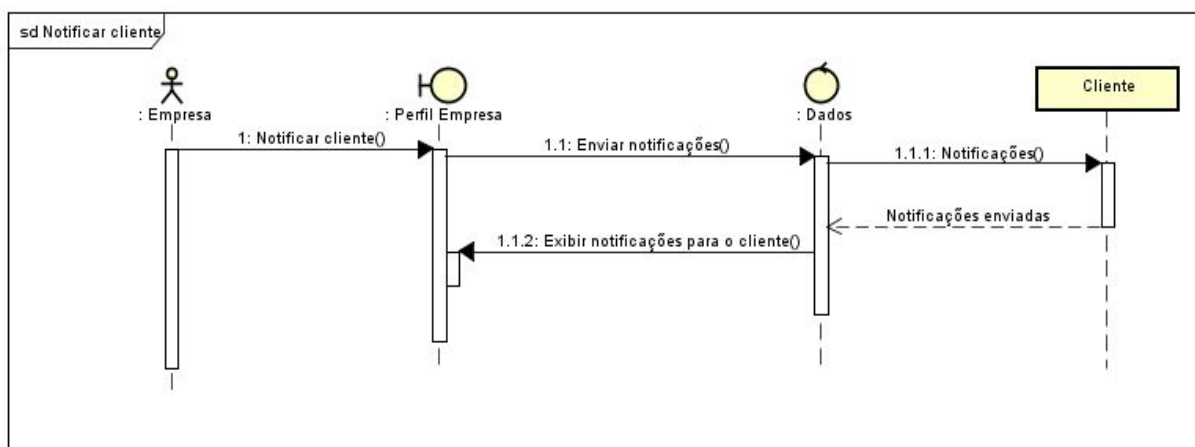 sd Notificar cliente
: Empresa
: Perfil Empresa
: Dados
Cliente
1: Notificar cliente()
1.1: Enviar notificações()
1.1.1: Notificações()
Notificações enviadas
1.1.2: Exibir notificações para o cliente()